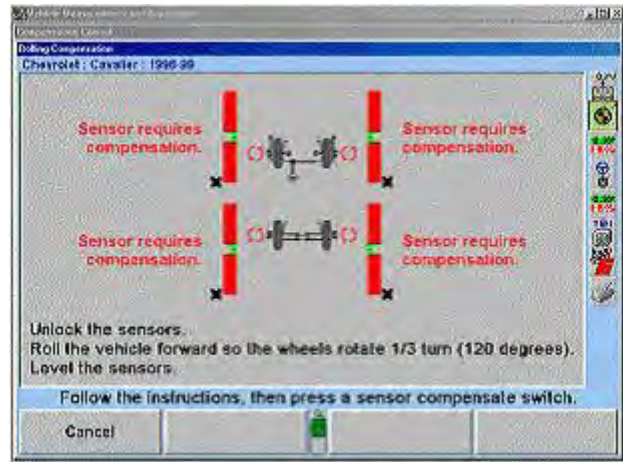 Rolling Compensation
Chevrolet : Cavalier : 1996-99
Sensor requires
compensation.
Sensor requires
compensation.
Sensor requires
compensation.
Sensor requires
compensation.
Unlock the sensors.
Roll the vehicle forward so the wheels rotate 1/3 turn (120 degrees).
Level the sensors.
Follow the instructions, then press a sensor compensate switch.
Cancel